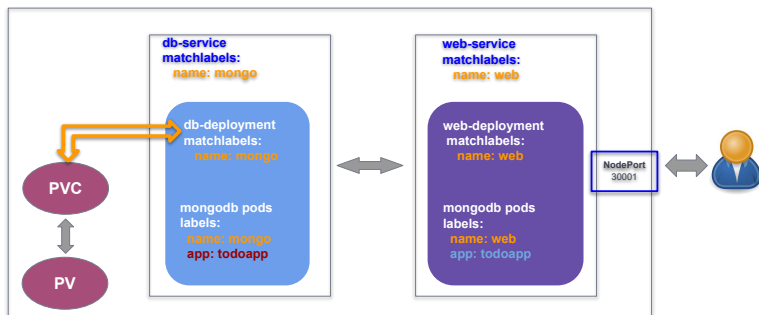 db-service
matchlabels:
name: mongo
db-deployment
matchlabels:
name: mongo
mongodb pods
labels:
name: mongo
app: todoapp
web-service
matchlabels:
name: web
web-deployment
matchlabels:
name: web
mongodb pods
labels:
name: web
app: todoapp
NodePort
30001
PVC
PV